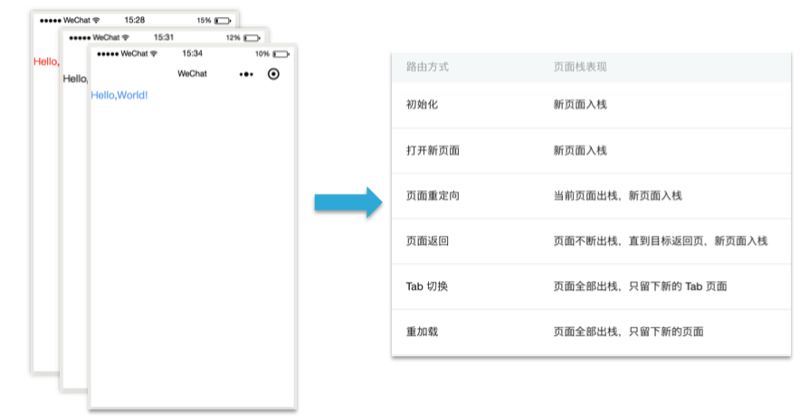 ●●●●● WeChat 15:28 15%
●●●●● WeChat 15:31 12%
●●●●● WeChat 15:34 10%
WeChat
Hello,
Hello,
Hello,World!
路由方式 页面栈表现
初始化 新页面入栈
打开新页面 新页面入栈
页面重定向 当前页面出栈，新页面入栈
页面返回 页面不断出栈，直到目标返回页，新页面入栈
Tab 切换 页面全部出栈，只留下新的 Tab 页面
重加载 页面全部出栈，只留下新的页面